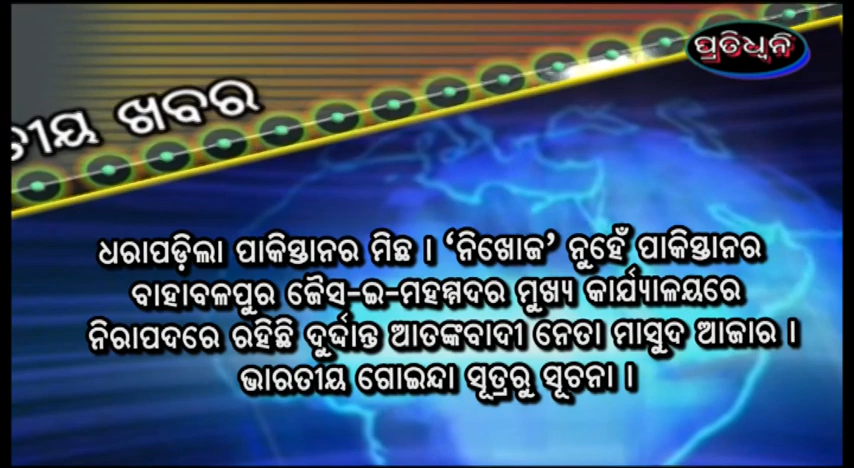 ପ୍ରତିଧ୍ୱନି
ତୀୟ ଖବର
ଧରାପଡ଼ିଲା ପାକିସ୍ତାନର ମିଛ । ‘ନିଖୋଜ’ ନୁହେଁ ପାକିସ୍ତାନର
ବାହାବଳପୁର ଜୈସ-ଇ-ମହମ୍ମଦର ମୁଖ୍ୟ କାର୍ଯ୍ୟାଳୟରେ
ନିରାପଦରେ ରହିଛି ଦୁର୍ଦ୍ଦାନ୍ତ ଆତଙ୍କବାଦୀ ନେତା ମାସୁଦ ଆଜାର ।
ଭାରତୀୟ ଗୋଇନ୍ଦା ସୂତ୍ରରୁ ସୂଚନା ।